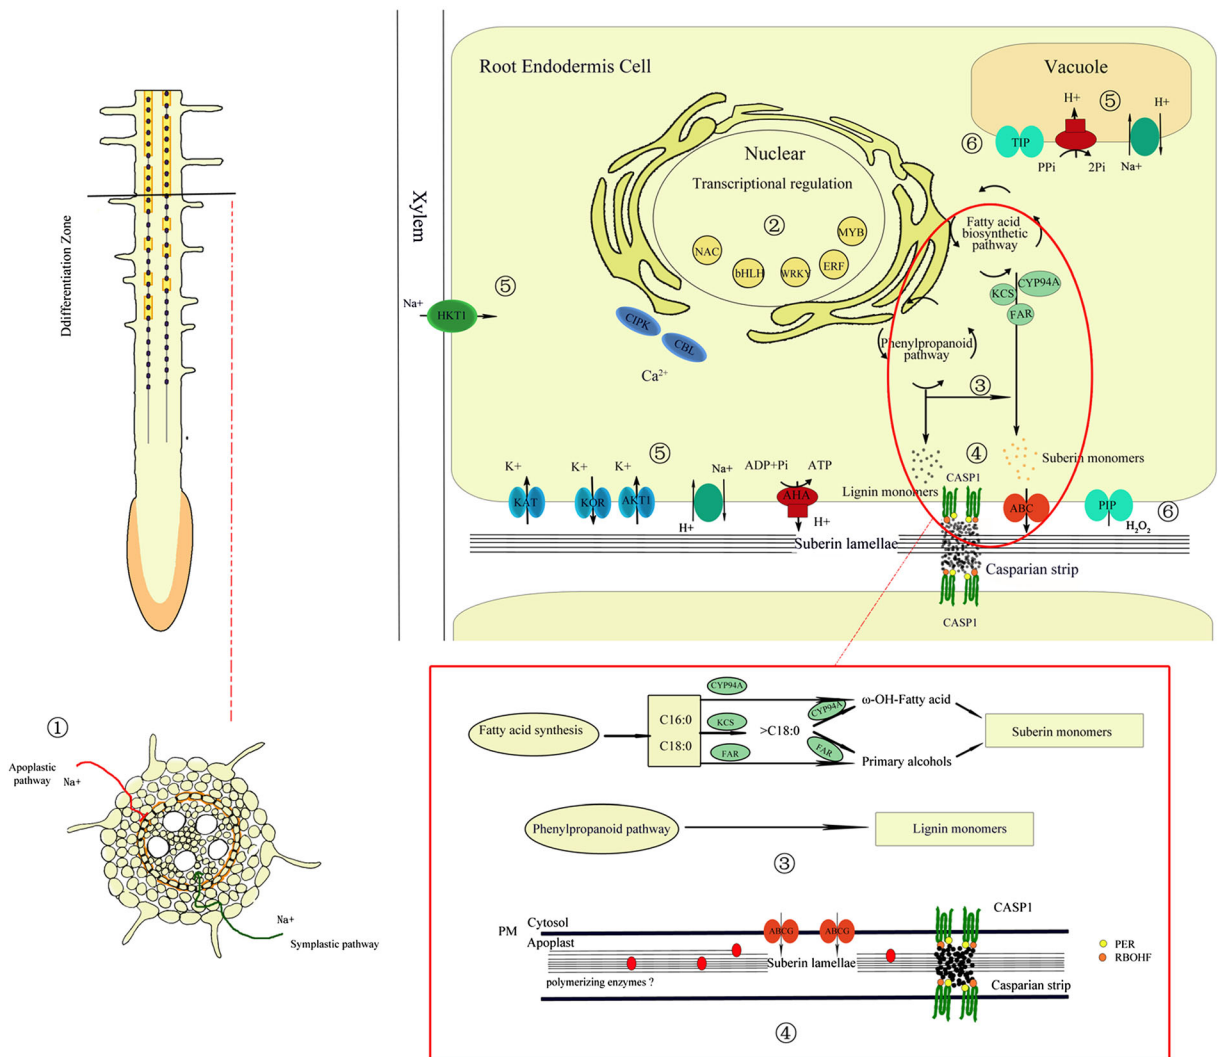 Ddifferentiation Zone
①
Apoplastic
pathway
Na+
Na+
Symplastic pathway
Xylem
Na+
HKT1
⑤
Root Endodermis Cell
Nuclear
Transcriptional regulation
②
NAC
bHLH
WRKY
ERF
MYB
CIPK
CBL
Ca²⁺
Vacuole
H+
⑤
H+
⑥
TIP
PPi
2Pi
Na+
Fatty acid
biosynthetic
pathway
KCS
CYP94A
FAR
Phenylpropanoid
pathway
③
④
Suberin monomers
Lignin monomers
CASP1
K+
KAT
K+
KOR
K+
AKT1
⑤
Na+
H+
ADP+Pi
ATP
AHA
H+
ABC
PIP
⑥
H₂O₂
Suberin lamellae
Casparian strip
CASP1
Fatty acid synthesis
C16:0
C18:0
CYP94A
KCS
FAR
>C18:0
CYP94A
FAR
ω-OH-Fatty acid
Primary alcohols
Suberin monomers
Phenylpropanoid pathway
Lignin monomers
③
PM
Cytosol
Apoplast
ABCG
ABCG
CASP1
Suberin lamellae
polymerizing enzymes ?
Casparian strip
PER
RBOHF
④